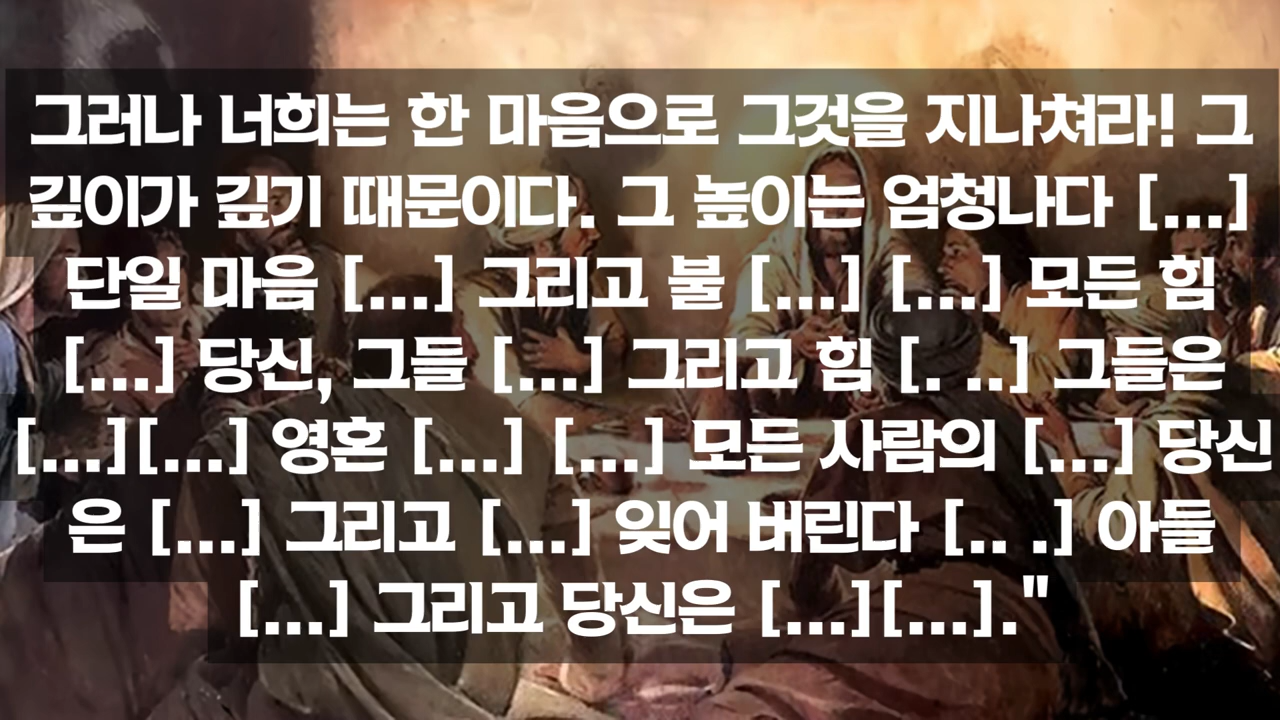 그러나 너희는 한 마음으로 그것을 지나쳐라! 그
깊이가 깊기 때문이다. 그 높이는 엄청나다 [...]
단일 마음 [...] 그리고 불 [...] [...] 모든 힘
[...] 당신, 그들 [...] 그리고 힘 [. ..] 그들은
[...][...] 영혼 [...] [...] 모든 사람의 [...] 당신
은 [...] 그리고 [...] 잊어 버린다 [.. .] 아들
[...] 그리고 당신은 [...][...]."